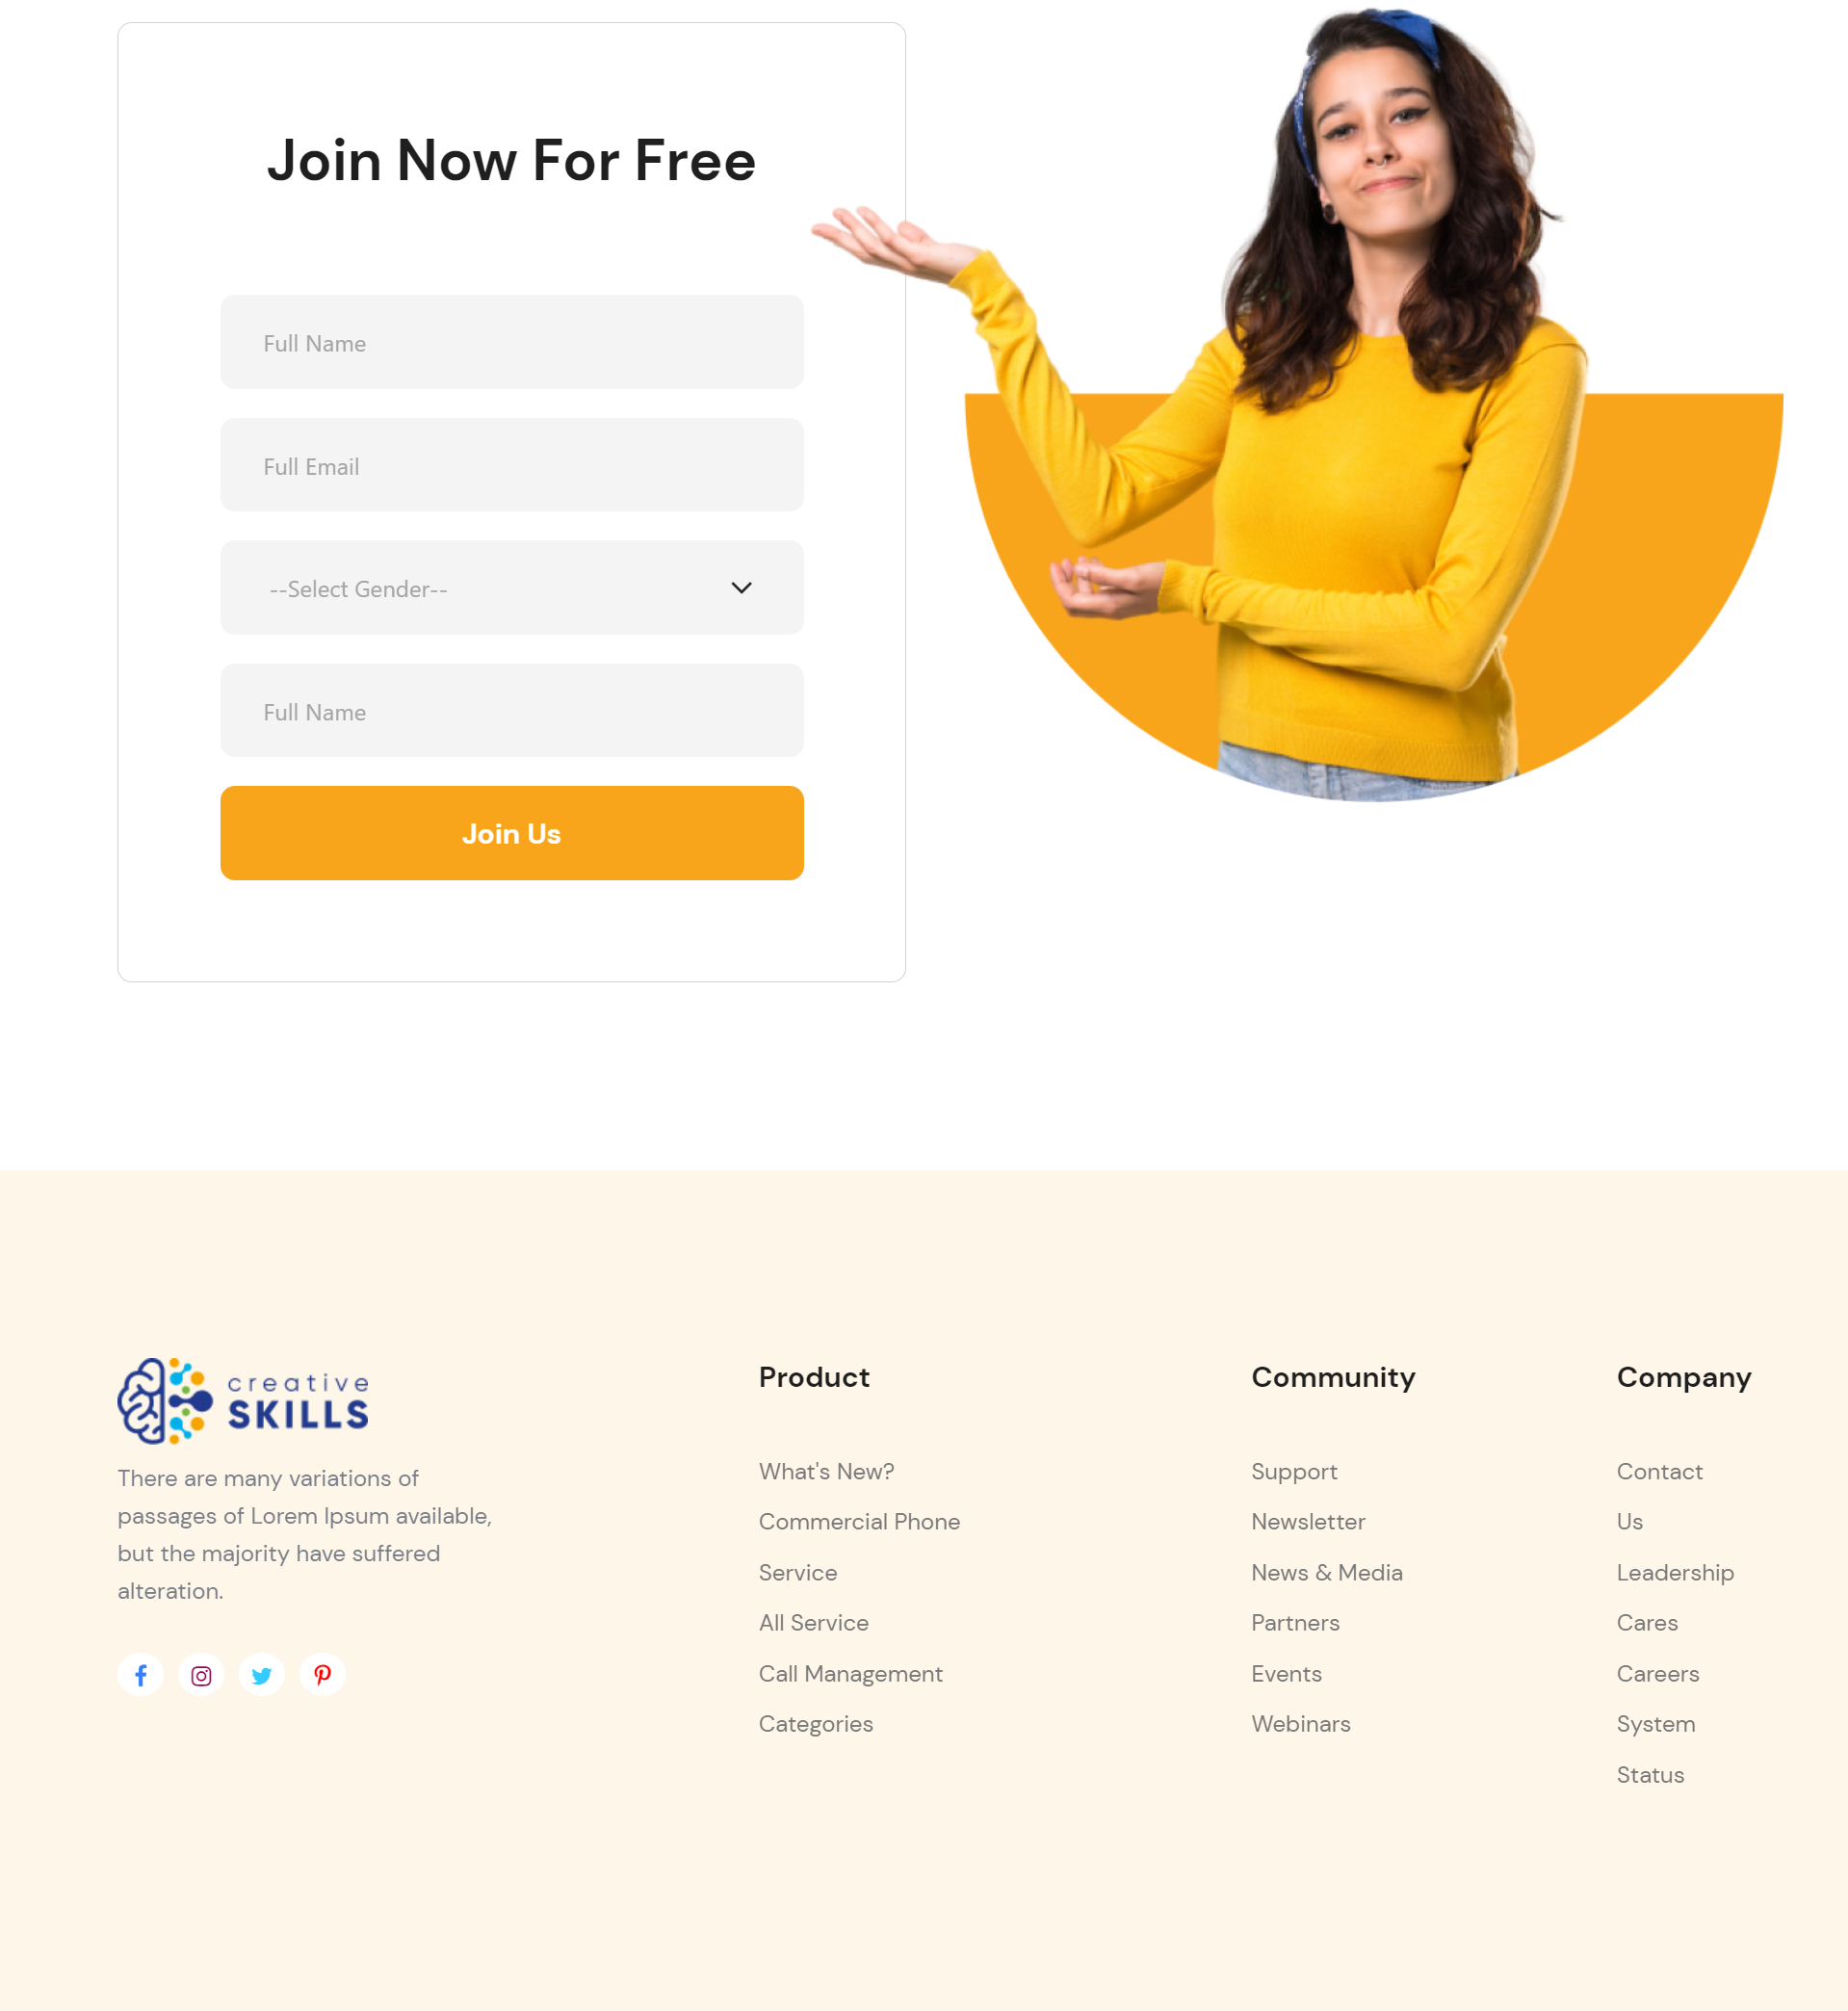 Join Now For Free
Full Name
Full Email
--Select Gender--
Full Name
Join Us
creative
SKILLS
There are many variations of
passages of Lorem Ipsum available,
but the majority have suffered
alteration.
Product
What's New?
Commercial Phone
Service
All Service
Call Management
Categories
Community
Support
Newsletter
News & Media
Partners
Events
Webinars
Company
Contact
Us
Leadership
Cares
Careers
System
Status